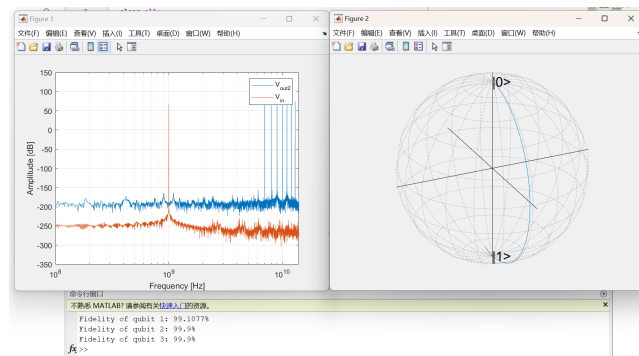 Figure 1
文件(F) 编辑(E) 查看(V) 插入(I) 工具(T) 桌面(D) 窗口(W) 帮助(H)
150
100
50
0
-50
-100
-150
-200
-250
-300
-350
Amplitude [dB]
V_out2
V_in
10^8
10^9
10^10
Frequency [Hz]
Figure 2
文件(F) 编辑(E) 查看(V) 插入(I) 工具(T) 桌面(D) 窗口(W) 帮助(H)
|0>
|1>
命令行窗口
不熟悉 MATLAB? 请参阅有关快速入门的资源。
Fidelity of qubit 1: 99.1077%
Fidelity of qubit 2: 99.9%
Fidelity of qubit 3: 99.9%
fx >>